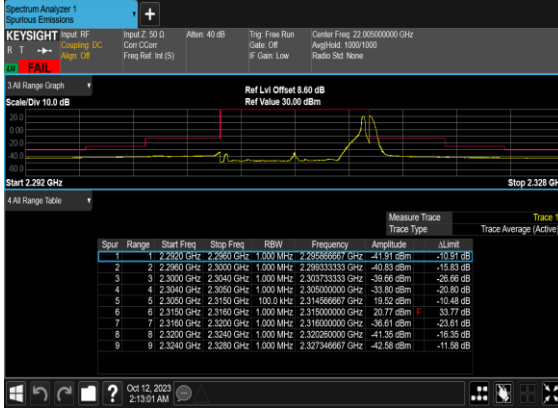 Spectrum Analyzer 1
Spurious Emissions
+
KEYSIGHT Input: RF Input Z: 50 Ω Atten: 40 dB Trig: Free Run Center Freq: 22.005000000 GHz
R T Coupling: DC Corr CCorr Gate: Off Avg|Hold: 1000/1000
Align: Off Freq Ref: Int (S) IF Gain: Low Radio Std: None
FAIL
3 All Range Graph
Ref Lvl Offset 8.60 dB
Scale/Div 10.0 dB Ref Value 30.00 dBm
20.0
0.00
-20.0
-40.0
-60.0
Start 2.292 GHz Stop 2.328 GH
4 All Range Table
Measure Trace Trace 1
Trace Type Trace Average (Active)
Spur Range Start Freq Stop Freq RBW Frequency Amplitude ΔLimit
1 1 2.2920 GHz 2.2960 GHz 1.000 MHz 2.295866667 GHz -41.91 dBm -10.91 dB
2 2 2.2960 GHz 2.3000 GHz 1.000 MHz 2.299333333 GHz -40.83 dBm -15.83 dB
3 3 2.3000 GHz 2.3040 GHz 1.000 MHz 2.303733333 GHz -39.66 dBm -26.66 dB
4 4 2.3040 GHz 2.3050 GHz 1.000 MHz 2.305000000 GHz -33.80 dBm -20.80 dB
5 5 2.3050 GHz 2.3150 GHz 100.0 kHz 2.314566667 GHz 19.52 dBm -10.48 dB
6 6 2.3150 GHz 2.3160 GHz 1.000 MHz 2.315000000 GHz 20.77 dBm F 33.77 dB
7 7 2.3160 GHz 2.3200 GHz 1.000 MHz 2.316000000 GHz -36.61 dBm -23.61 dB
8 8 2.3200 GHz 2.3240 GHz 1.000 MHz 2.320260000 GHz -41.35 dBm -16.35 dB
9 9 2.3240 GHz 2.3280 GHz 1.000 MHz 2.327346667 GHz -42.58 dBm -11.58 dB
? Oct 12, 2023
2:13:01 AM